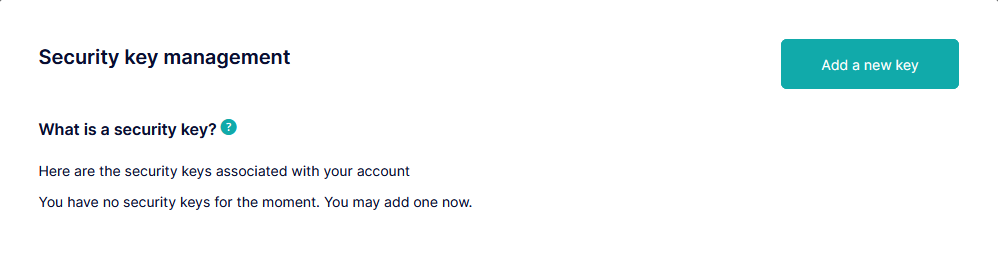 Security key management
Add a new key
What is a security key? ?
Here are the security keys associated with your account
You have no security keys for the moment. You may add one now.